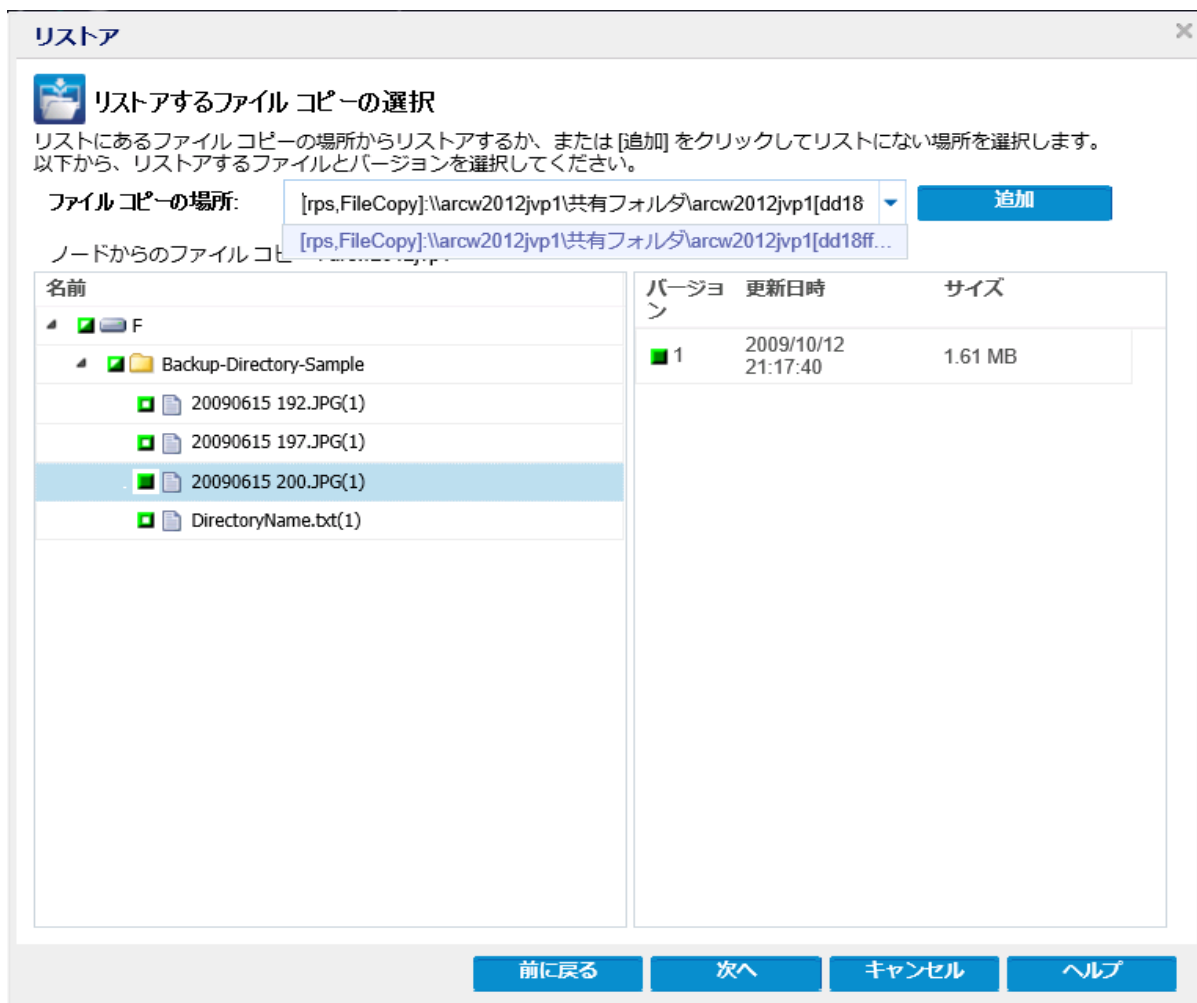 リストア
リストアするファイル コピーの選択
リストにあるファイル コピーの場所からリストアするか、または [追加] をクリックしてリストにない場所を選択します。
以下から、リストアするファイルとバージョンを選択してください。
ファイル コピーの場所:
[rps,FileCopy]:\\arcw2012jvp1\共有フォルダ\arcw2012jvp1[dd18
追加
[rps,FileCopy]:\\arcw2012jvp1\共有フォルダ\arcw2012jvp1[dd18ff...
ノードからのファイル コピ
名前
F
Backup-Directory-Sample
20090615 192.JPG(1)
20090615 197.JPG(1)
20090615 200.JPG(1)
DirectoryName.txt(1)
バージョン 更新日時 サイズ
1 2009/10/12 21:17:40 1.61 MB
前に戻る 次へ キャンセル ヘルプ